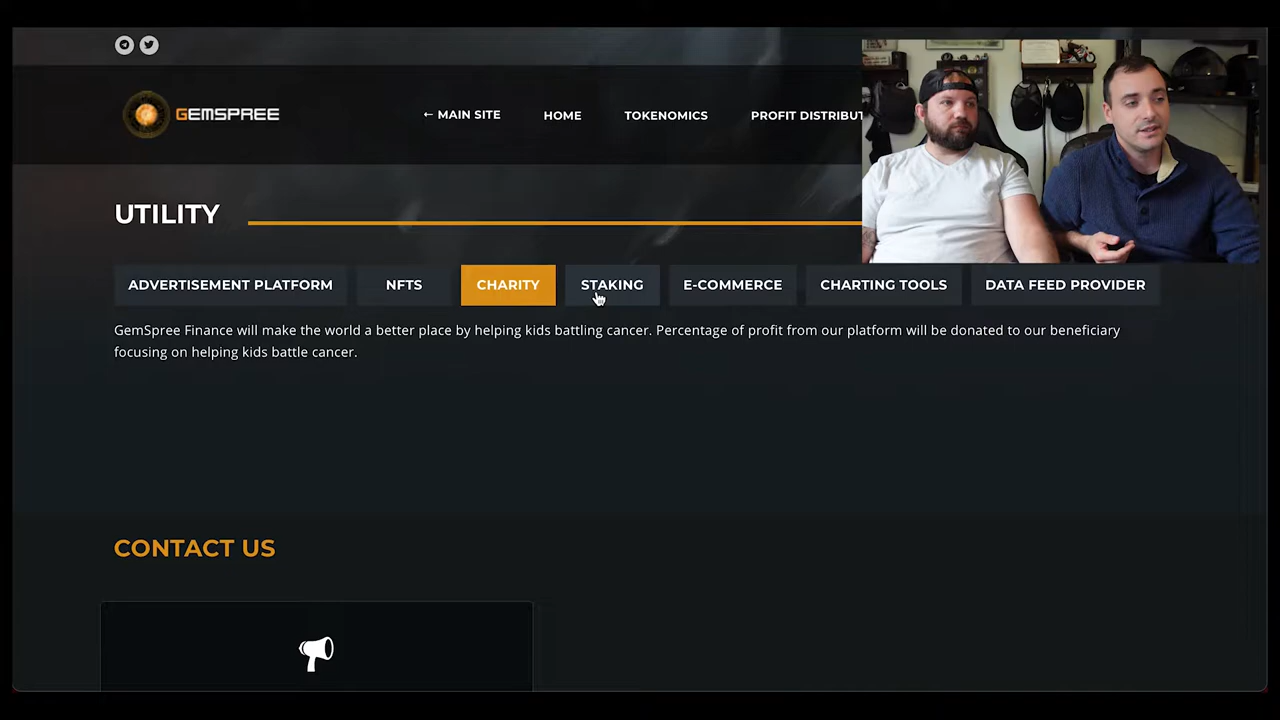 GEMSPREE
← MAIN SITE
HOME
TOKENOMICS
PROFIT DISTRIBUT
UTILITY
ADVERTISEMENT PLATFORM
NFTS
CHARITY
STAKING
E-COMMERCE
CHARTING TOOLS
DATA FEED PROVIDER
GemSpree Finance will make the world a better place by helping kids battling cancer. Percentage of profit from our platform will be donated to our beneficiary
focusing on helping kids battle cancer.
CONTACT US